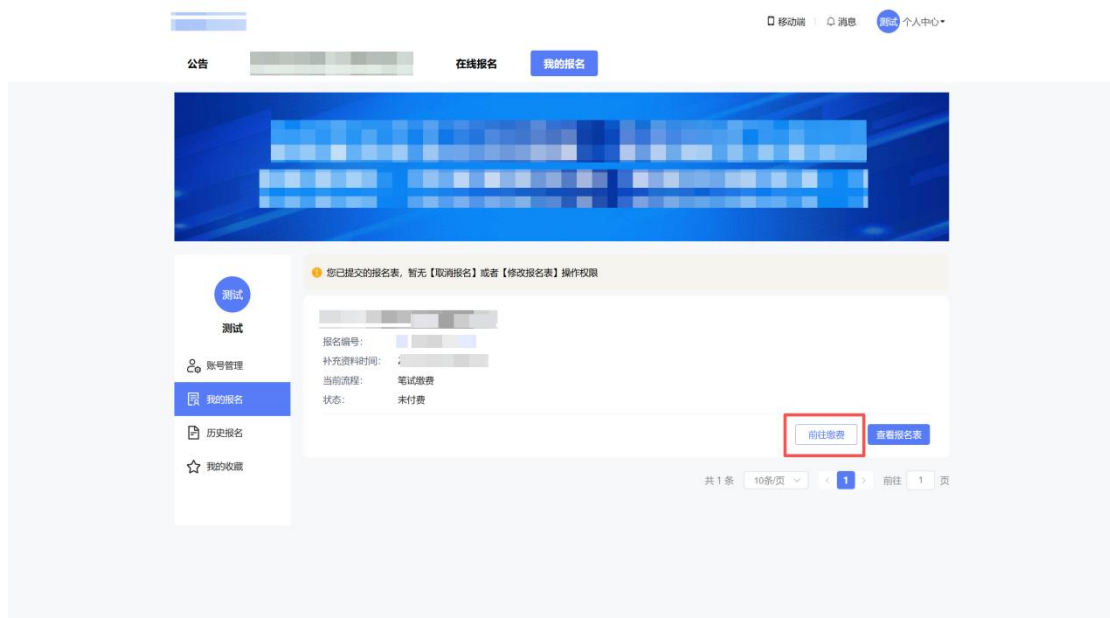 移动端 消息 测试 个人中心
公告 在线报名 我的报名
您已提交的报名表，暂无【取消报名】或者【修改报名表】操作权限
测试
测试
账号管理
我的报名
历史报名
我的收藏
报名编号：
补充资料时间：
当前流程： 笔试缴费
状态： 未付费
前往缴费 查看报名表
共 1 条 10条/页 1 前往 1 页